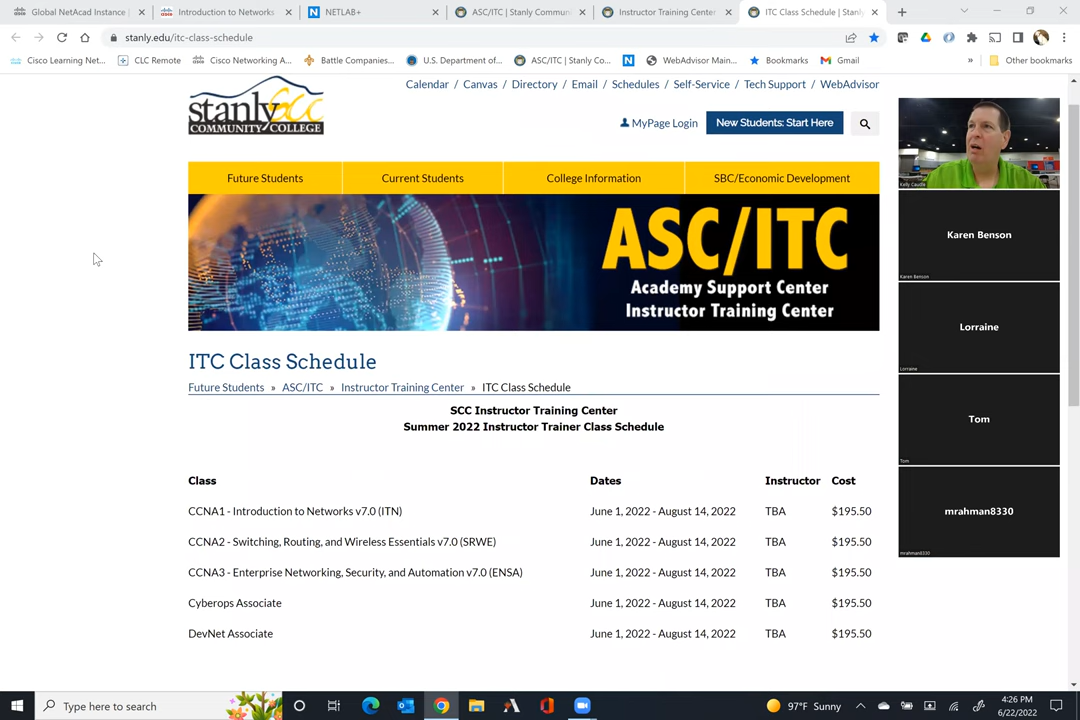 Global NetAcad Instance
Introduction to Networks
NETLAB+
ASC/ITC | Stanly Commun
Instructor Training Center
ITC Class Schedule | Stanly
stanly.edu/itc-class-schedule
Cisco Learning Net...
CLC Remote
Cisco Networking A...
Battle Companies...
U.S. Department of...
ASC/ITC | Stanly Co...
WebAdvisor Main...
Bookmarks
Gmail
»
Other bookmarks
Calendar / Canvas / Directory / Email / Schedules / Self-Service / Tech Support / WebAdvisor
stanly SCC
COMMUNITY COLLEGE
MyPage Login
New Students: Start Here
Future Students
Current Students
College Information
SBC/Economic Development
ASC/ITC
Academy Support Center
Instructor Training Center
ITC Class Schedule
Future Students » ASC/ITC » Instructor Training Center » ITC Class Schedule
SCC Instructor Training Center
Summer 2022 Instructor Trainer Class Schedule
Class Dates Instructor Cost
CCNA1 - Introduction to Networks v7.0 (ITN) June 1, 2022 - August 14, 2022 TBA $195.50
CCNA2 - Switching, Routing, and Wireless Essentials v7.0 (SRWE) June 1, 2022 - August 14, 2022 TBA $195.50
CCNA3 - Enterprise Networking, Security, and Automation v7.0 (ENSA) June 1, 2022 - August 14, 2022 TBA $195.50
Cyberops Associate June 1, 2022 - August 14, 2022 TBA $195.50
DevNet Associate June 1, 2022 - August 14, 2022 TBA $195.50
Kelly Caudle
Karen Benson
Karen Benson
Lorraine
Lorraine
Tom
Tom
mrahman8330
mrahman8330
Type here to search
97°F Sunny
4:26 PM
6/22/2022